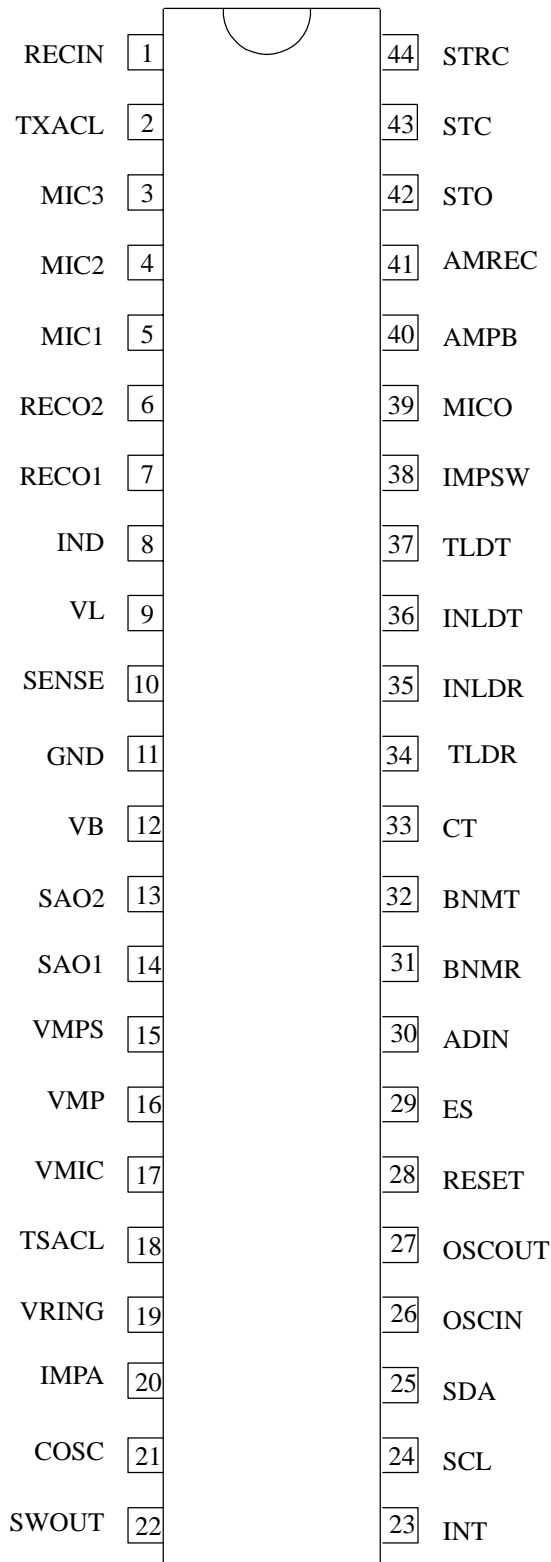 RECIN 1 44 STRC
TXACL 2 43 STC
MIC3 3 42 STO
MIC2 4 41 AMREC
MIC1 5 40 AMPB
RECO2 6 39 MICO
RECO1 7 38 IMPSW
IND 8 37 TLDT
VL 9 36 INLDT
SENSE 10 35 INLDR
GND 11 34 TLDR
VB 12 33 CT
SAO2 13 32 BNMT
SAO1 14 31 BNMR
VMPS 15 30 ADIN
VMP 16 29 ES
VMIC 17 28 RESET
TSACL 18 27 OSCOUT
VRING 19 26 OSCIN
IMPA 20 25 SDA
COSC 21 24 SCL
SWOUT 22 23 INT